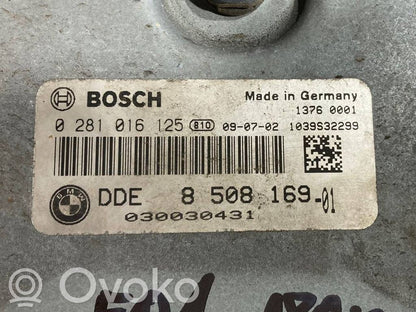 BOSCH
Made in Germany
1376 0001
0 281 016 125 810 09-07-02 1039S32299
BMW
DDE 8 508 169-01
030030431
Ovoko